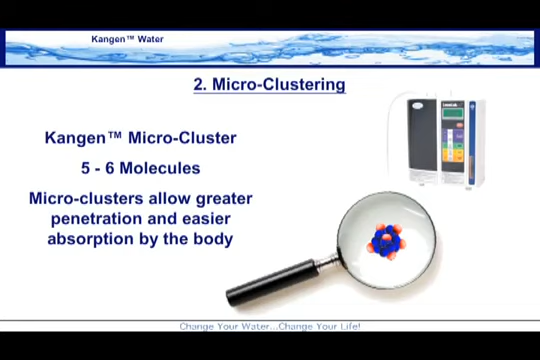 Kangen™ Water
2. Micro-Clustering
Kangen™ Micro-Cluster
5 - 6 Molecules
Micro-clusters allow greater
penetration and easier
absorption by the body
Change Your Water...Change Your Life!